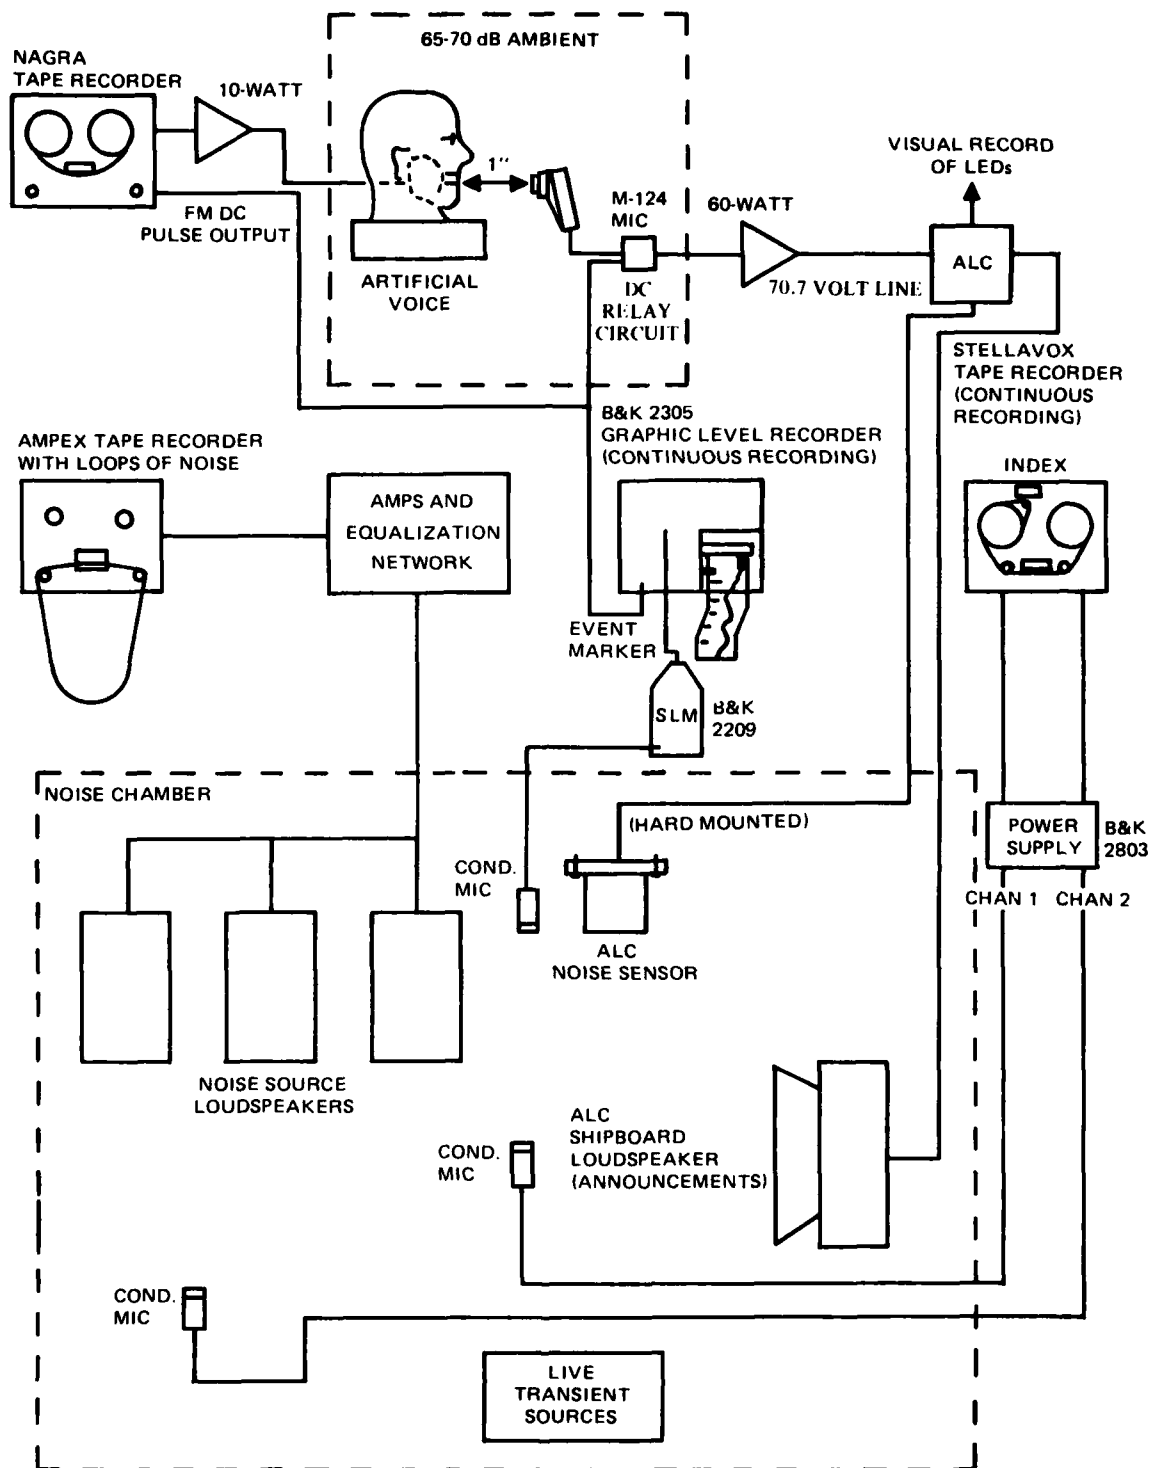 65-70 dB AMBIENT
NAGRA
TAPE RECORDER
10-WATT
VISUAL RECORD
OF LEDs
1"
M-124
MIC
60-WATT
FM DC
PULSE OUTPUT
ALC
ARTIFICIAL
VOICE
DC
RELAY
CIRCUIT
70.7 VOLT LINE
STELLAVOX
TAPE RECORDER
(CONTINUOUS
RECORDING)
B&K 2305
GRAPHIC LEVEL RECORDER
(CONTINUOUS RECORDING)
AMPEX TAPE RECORDER
WITH LOOPS OF NOISE
INDEX
AMPS AND
EQUALIZATION
NETWORK
EVENT
MARKER
SLM
B&K
2209
NOISE CHAMBER
(HARD MOUNTED)
POWER
SUPPLY
B&K
2803
COND.
MIC
CHAN 1 CHAN 2
ALC
NOISE SENSOR
NOISE SOURCE
LOUDSPEAKERS
ALC
SHIPBOARD
LOUDSPEAKER
(ANNOUNCEMENTS)
COND.
MIC
COND.
MIC
LIVE
TRANSIENT
SOURCES